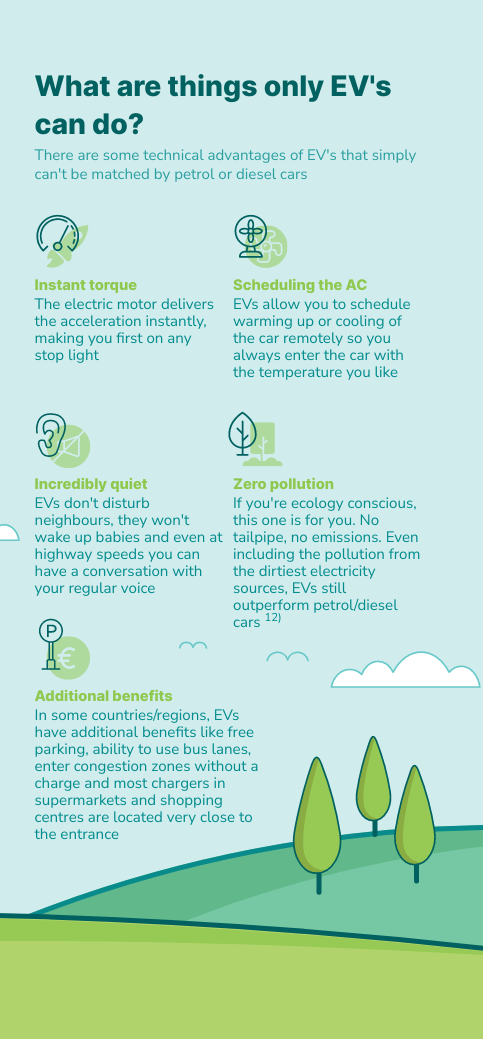 What are things only EV's
can do?
There are some technical advantages of EV's that simply
can't be matched by petrol or diesel cars
Instant torque
The electric motor delivers
the acceleration instantly,
making you first on any
stop light
Scheduling the AC
EVs allow you to schedule
warming up or cooling of
the car remotely so you
always enter the car with
the temperature you like
Incredibly quiet
EVs don't disturb
neighbours, they won't
wake up babies and even at
highway speeds you can
have a conversation with
your regular voice
Zero pollution
If you're ecology conscious,
this one is for you. No
tailpipe, no emissions. Even
including the pollution from
the dirtiest electricity
sources, EVs still
outperform petrol/diesel
cars 12)
P
€
Additional benefits
In some countries/regions, EVs
have additional benefits like free
parking, ability to use bus lanes,
enter congestion zones without a
charge and most chargers in
supermarkets and shopping
centres are located very close to
the entrance